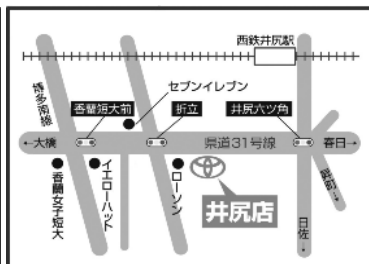 西鉄井尻駅
博多南線
セブンイレブン
香蘭短大前
折立
井尻六ツ角
←大橋
県道31号線
春日→
香蘭女子短大
イエローハット
ローソン
井尻店
日佐→